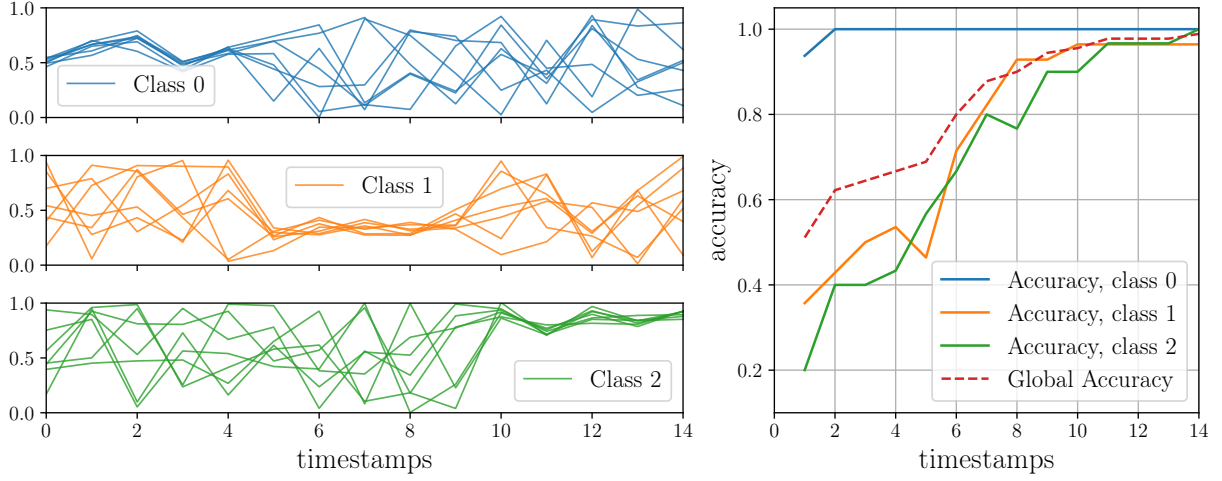 1.0
0.5
0.0
Class 0
1.0
0.5
0.0
Class 1
1.0
0.5
0.0
Class 2
0 2 4 6 8 10 12 14
timestamps
1.0
0.8
0.6
0.4
0.2
accuracy
Accuracy, class 0
Accuracy, class 1
Accuracy, class 2
Global Accuracy
0 2 4 6 8 10 12 14
timestamps